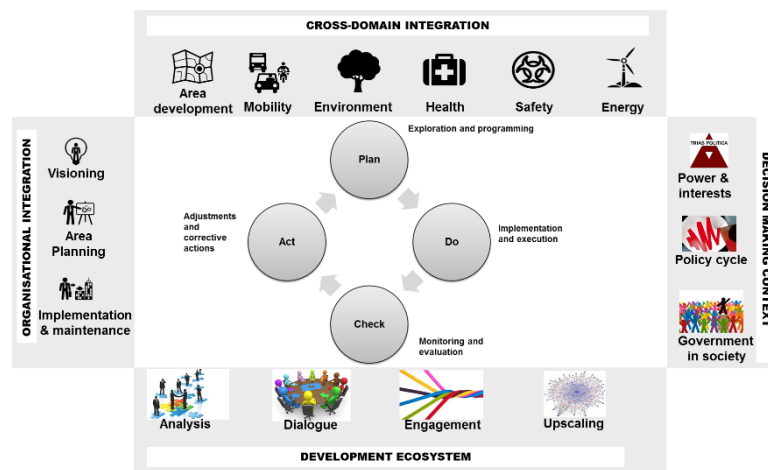 CROSS-DOMAIN INTEGRATION
Area
development
Mobility
Environment
Health
Safety
Energy
ORGANISATIONAL INTEGRATION
Visioning
Area
Planning
Implementation
& maintenance
Exploration and programming
Plan
Adjustments
and
corrective
actions
Act
Do
Implementation
and execution
Check
Monitoring and
evaluation
TRIAS POLITICA
Power &
interests
Policy cycle
Government
in society
DECISION MAKING CONTEXT
Analysis
Dialogue
Engagement
Upscaling
DEVELOPMENT ECOSYSTEM